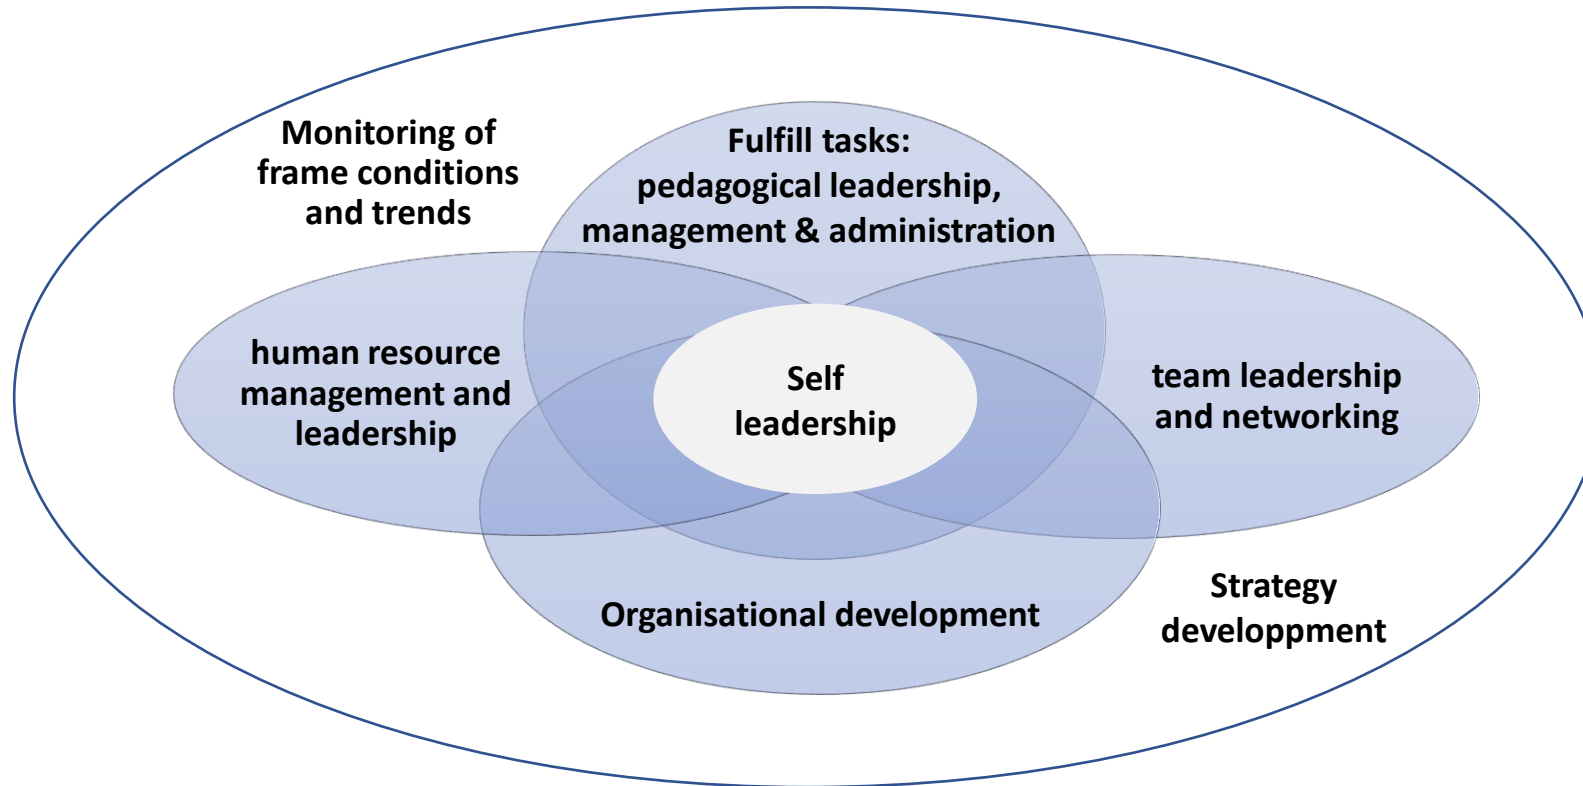 Monitoring of
frame conditions
and trends
Fulfill tasks:
pedagogical leadership,
management & administration
human resource
management and
leadership
Self
leadership
team leadership
and networking
Organisational development
Strategy
developpment